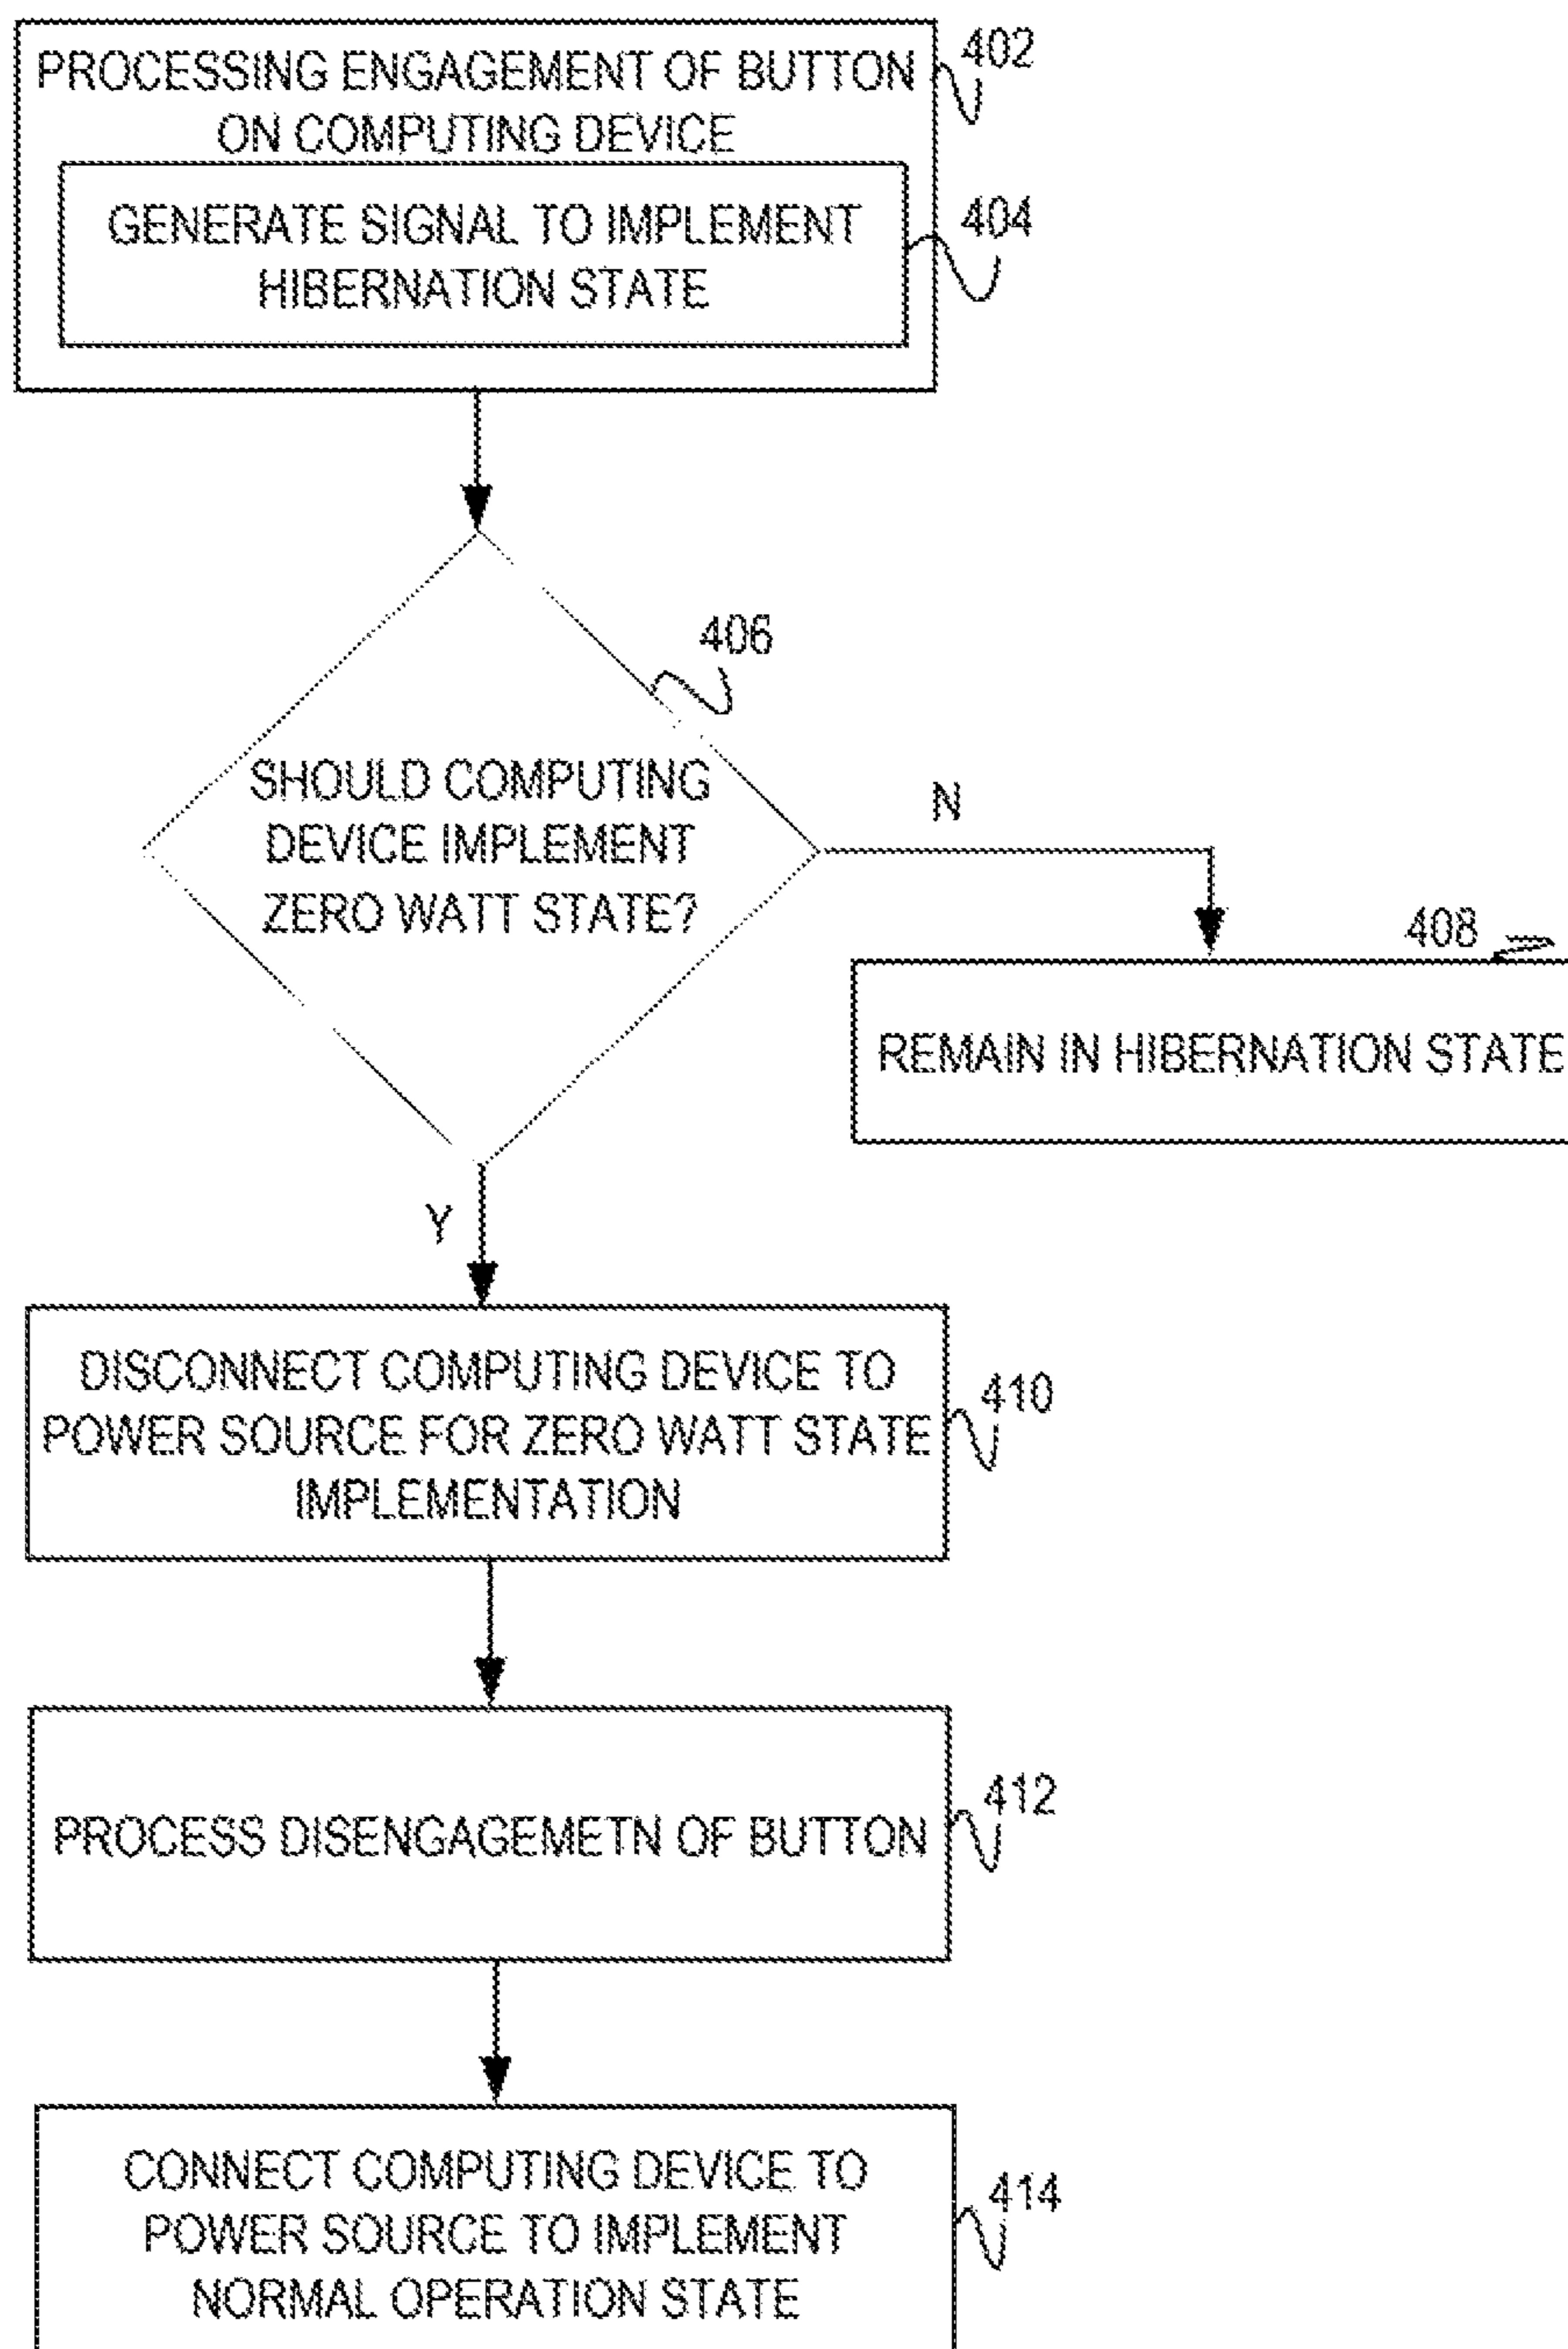 PROCESSING ENGAGEMENT OF BUTTON
ON COMPUTING DEVICE
402
GENERATE SIGNAL TO IMPLEMENT
HIBERNATION STATE
404
406
SHOULD COMPUTING
DEVICE IMPLEMENT
ZERO WATT STATE?
N
408
REMAIN IN HIBERNATION STATE
Y
DISCONNECT COMPUTING DEVICE TO
POWER SOURCE FOR ZERO WATT STATE
IMPLEMENTATION
410
PROCESS DISENGAGEMETN OF BUTTON
412
CONNECT COMPUTING DEVICE TO
POWER SOURCE TO IMPLEMENT
NORMAL OPERATION STATE
414